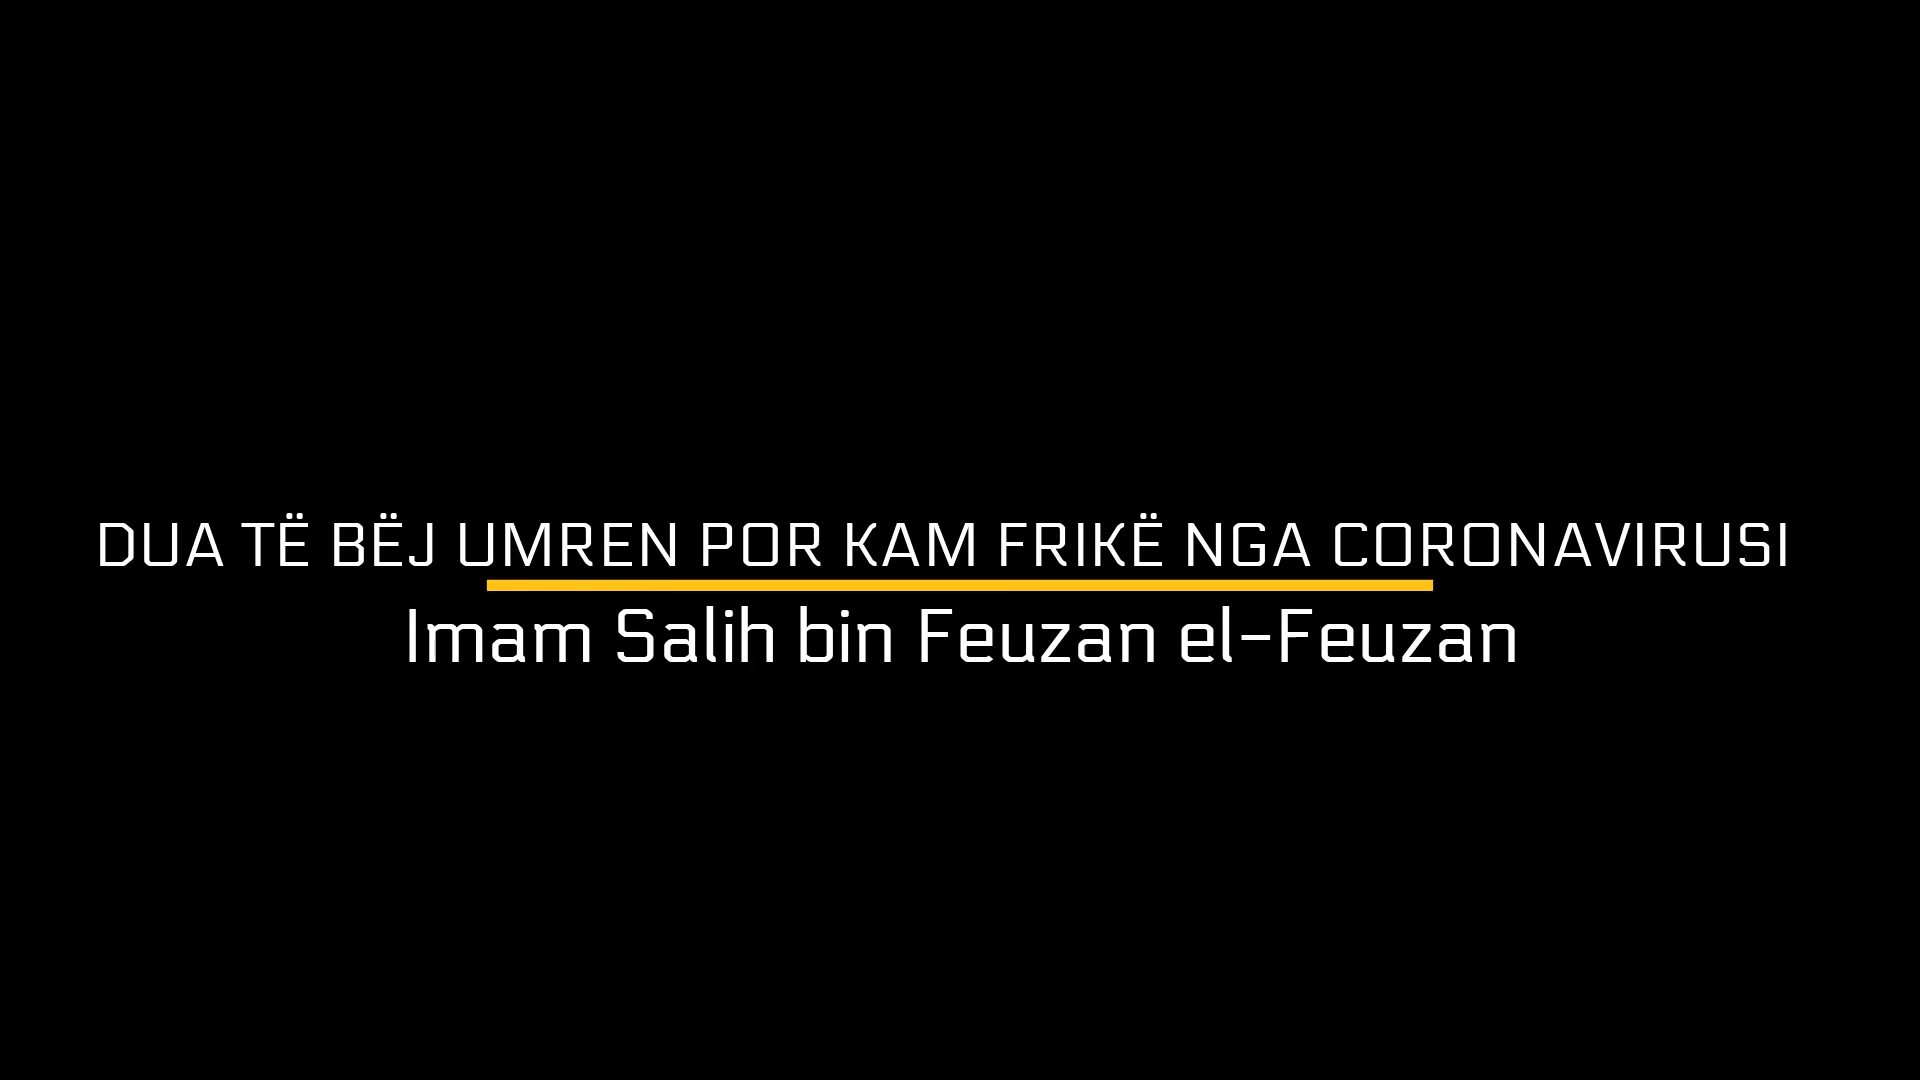 DUA TË BËJ UMREN POR KAM FRIKË NGA CORONAVIRUSI
Imam Salih bin Feuzan el-Feuzan